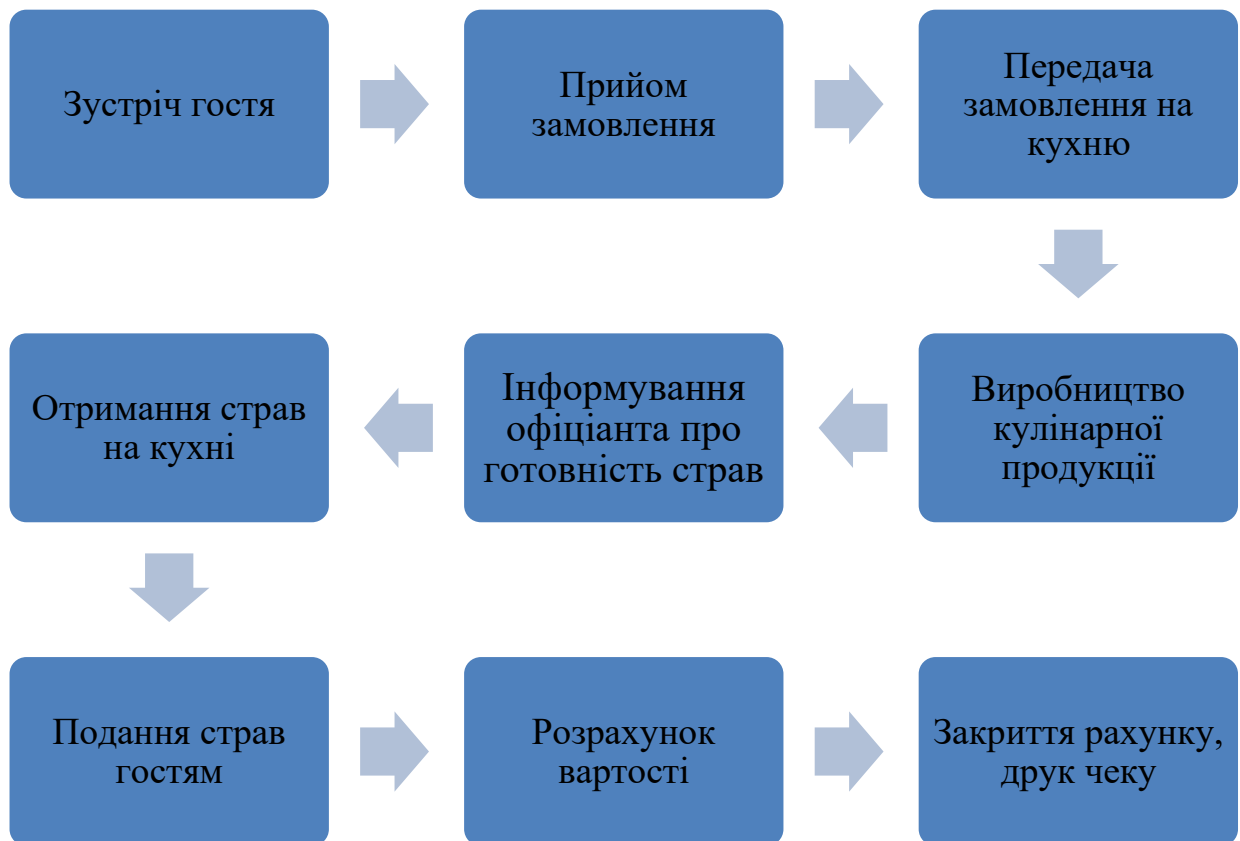 Зустріч гостя
Прийом
замовлення
Передача
замовлення на
кухню
Виробництво
кулінарної
продукції
Інформування
офіціанта про
готовність страв
Отримання страв
на кухні
Подання страв
гостям
Розрахунок
вартості
Закриття рахунку,
друк чеку